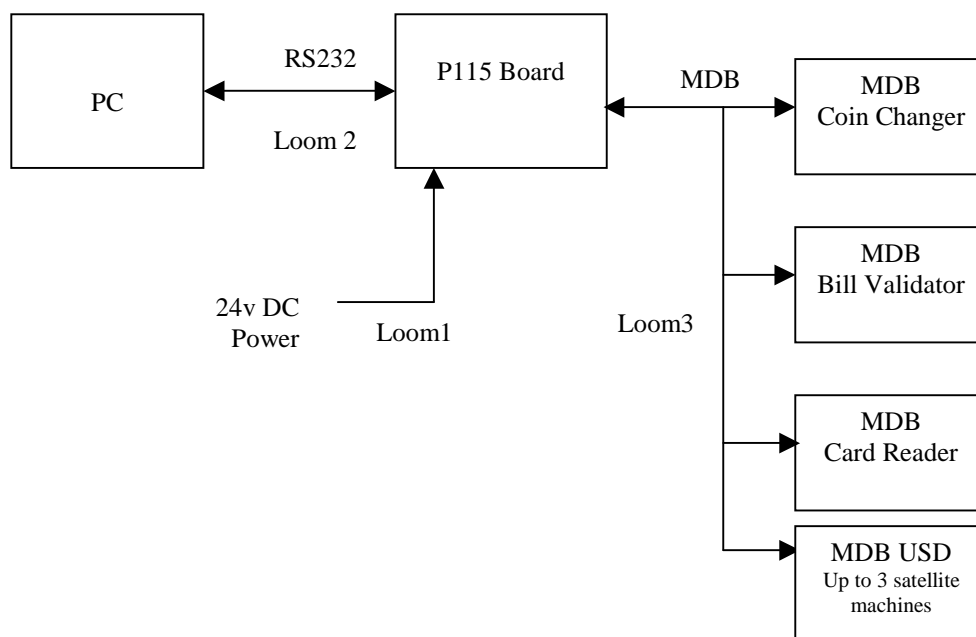 PC
RS232
Loom 2
P115 Board
MDB
MDB
Coin Changer
24v DC
Power
Loom1
Loom3
MDB
Bill Validator
MDB
Card Reader
MDB USD
Up to 3 satellite
machines